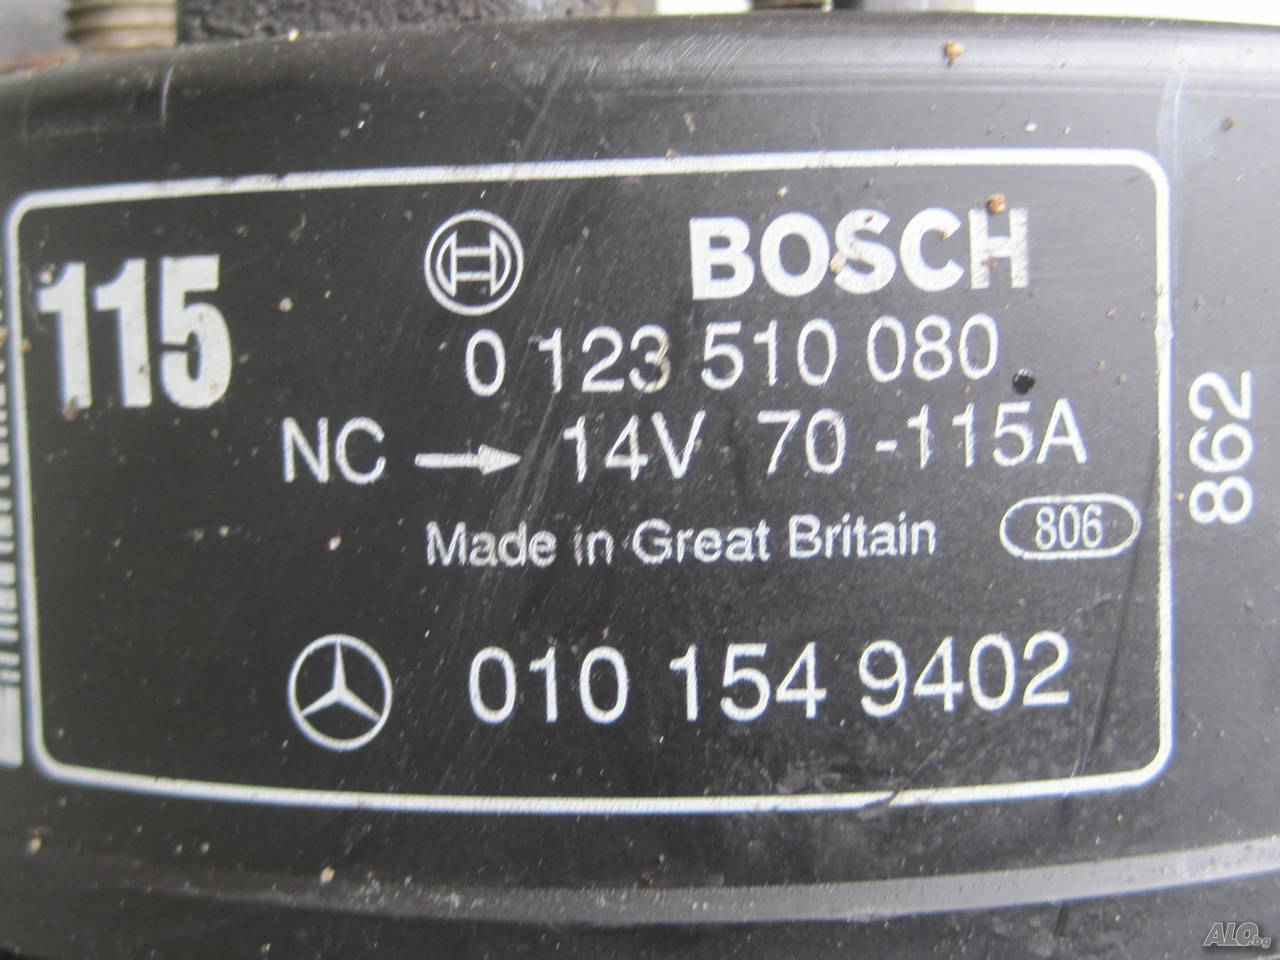 115
BOSCH
0 123 510 080
NC → 14V 70 -115A
Made in Great Britain 806
010 154 9402
862
ALO.bg